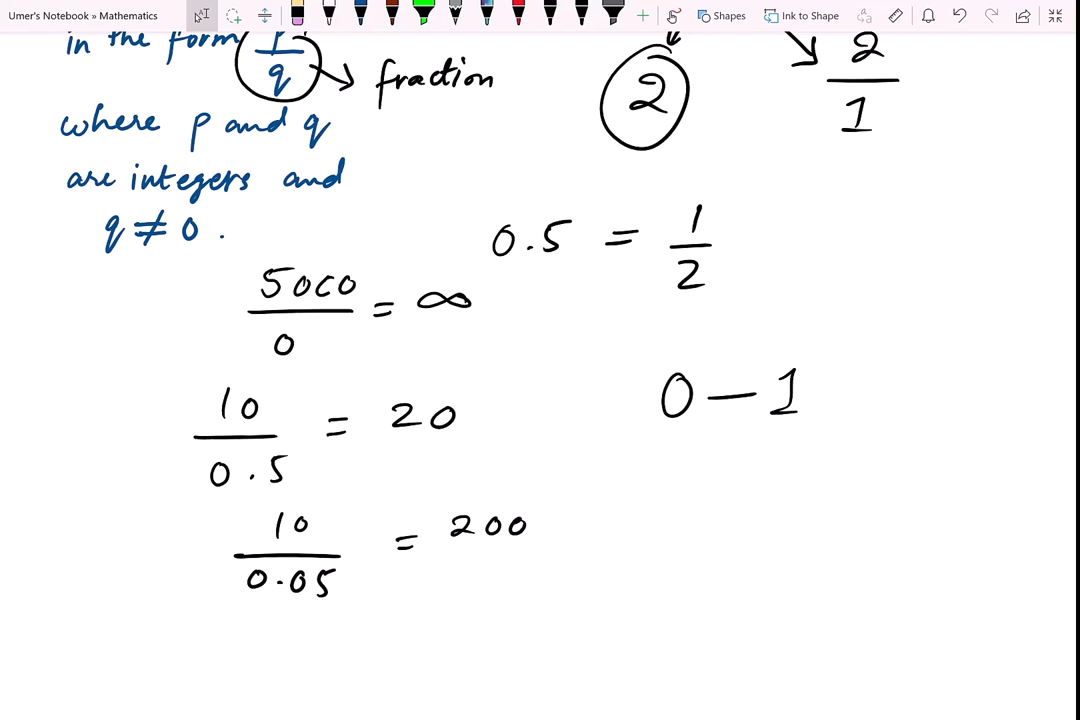 Umer's Notebook » Mathematics
Shapes
Ink to Shape
in the form p/q
fraction
where p and q
are integers and
q ≠ 0 .
2
2/1
0.5 = 1/2
5000/0 = ∞
10/0.5 = 20
0 — 1
10/0.05 = 200